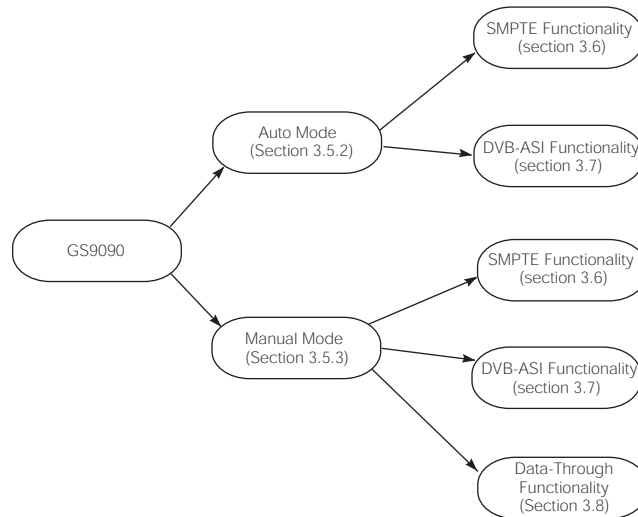 SMPTE Functionality
(section 3.6)
Auto Mode
(Section 3.5.2)
DVB-ASI Functionality
(section 3.7)
GS9090
SMPTE Functionality
(section 3.6)
Manual Mode
(Section 3.5.3)
DVB-ASI Functionality
(section 3.7)
Data-Through
Functionality
(Section 3.8)